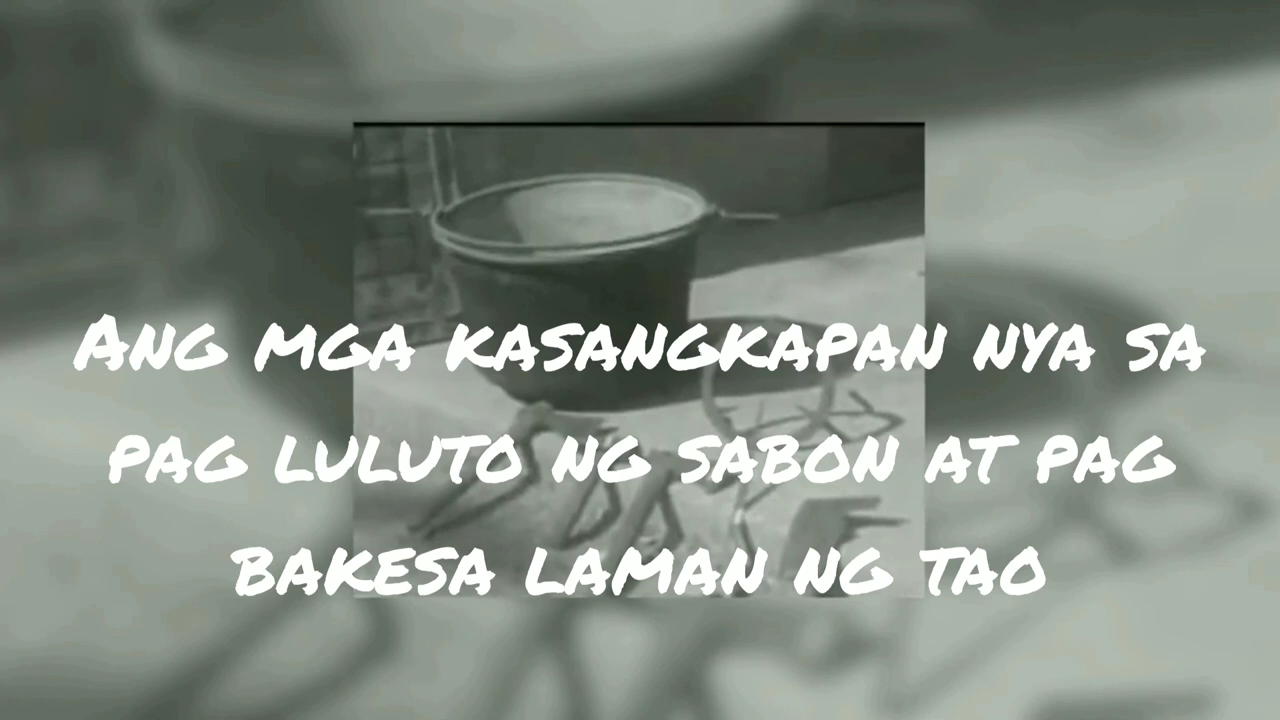 Ang mga kasangkapan nya sa
pag luluto ng sabon at pag
bakesa laman ng tao